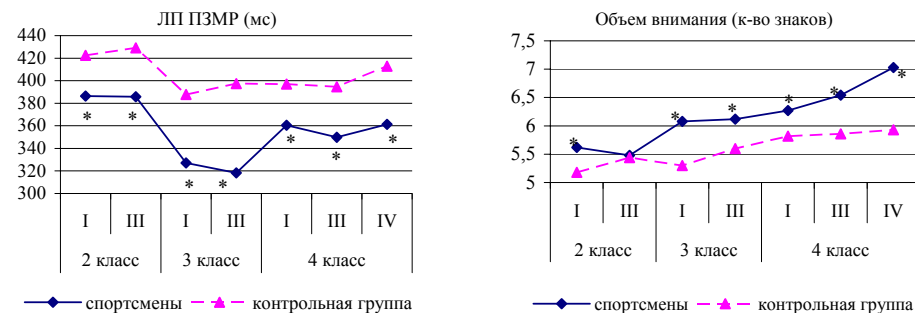 ЛП ПЗМР (мс)
440
420
400
380
360
340
320
300
* * * * * * *
I III I III I III IV
2 класс 3 класс 4 класс
спортсмены контрольная группа
Объем внимания (к-во знаков)
7,5
7
6,5
6
5,5
5
* * * * * *
I III I III I III IV
2 класс 3 класс 4 класс
спортсмены контрольная группа